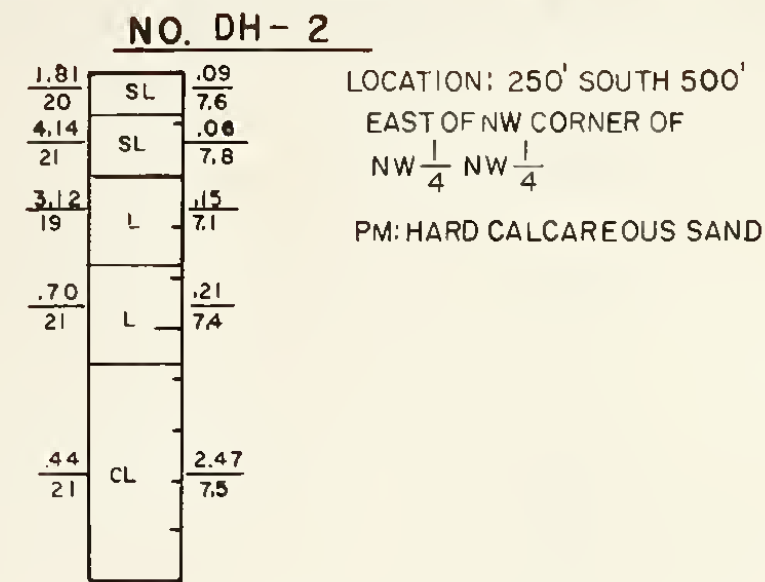 NO. DH-2
1.81 SL .09
20 7.6
4.14 SL .06
21 7.8
3.12 L .15
19 7.1
.70 L .21
21 7.4
.44 CL 2.47
21 7.5
LOCATION: 250' SOUTH 500'
EAST OF NW CORNER OF
NW 1/4 NW 1/4
PM: HARD CALCAREOUS SAND